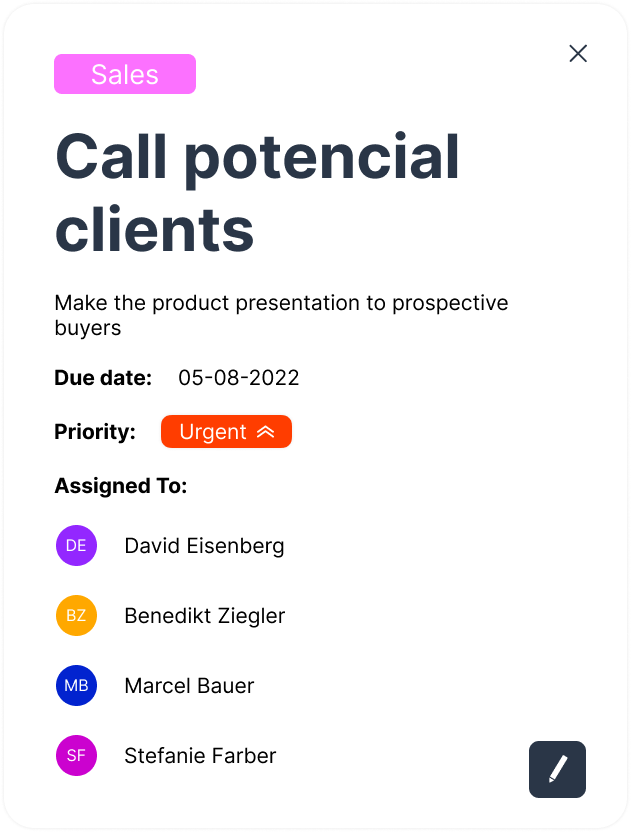 Sales
Call potencial
clients
Make the product presentation to prospective
buyers
Due date: 05-08-2022
Priority: Urgent
Assigned To:
DE David Eisenberg
BZ Benedikt Ziegler
MB Marcel Bauer
SF Stefanie Farber